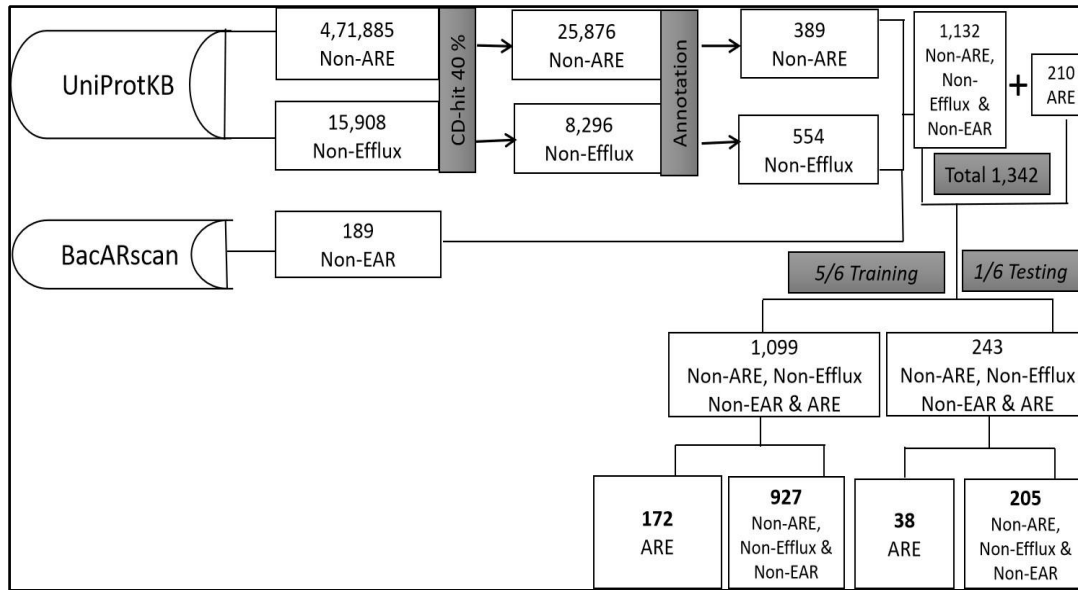 UniProtKB
4,71,885
Non-ARE
15,908
Non-Efflux
CD-hit 40 %
25,876
Non-ARE
8,296
Non-Efflux
Annotation
389
Non-ARE
554
Non-Efflux
1,132
Non-ARE,
Non-
Efflux &
Non-EAR
+
210
ARE
Total 1,342
BacARscan
189
Non-EAR
5/6 Training
1/6 Testing
1,099
Non-ARE, Non-Efflux
Non-EAR & ARE
243
Non-ARE, Non-Efflux
Non-EAR & ARE
172
ARE
927
Non-ARE,
Non-Efflux &
Non-EAR
38
ARE
205
Non-ARE,
Non-Efflux &
Non-EAR